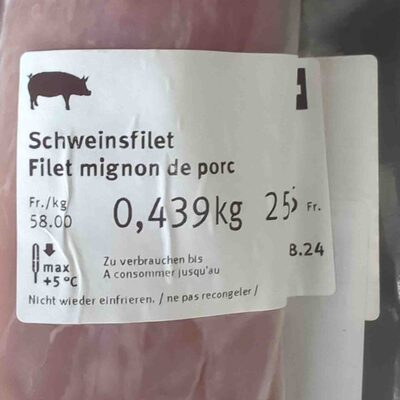 Schweinsfilet
Filet mignon de porc
Fr./kg
58.00
0,439kg
25
Fr.
8.24
max
+5 °C
Zu verbrauchen bis
A consommer jusqu'au
Nicht wieder einfrieren. / ne pas recongeler /